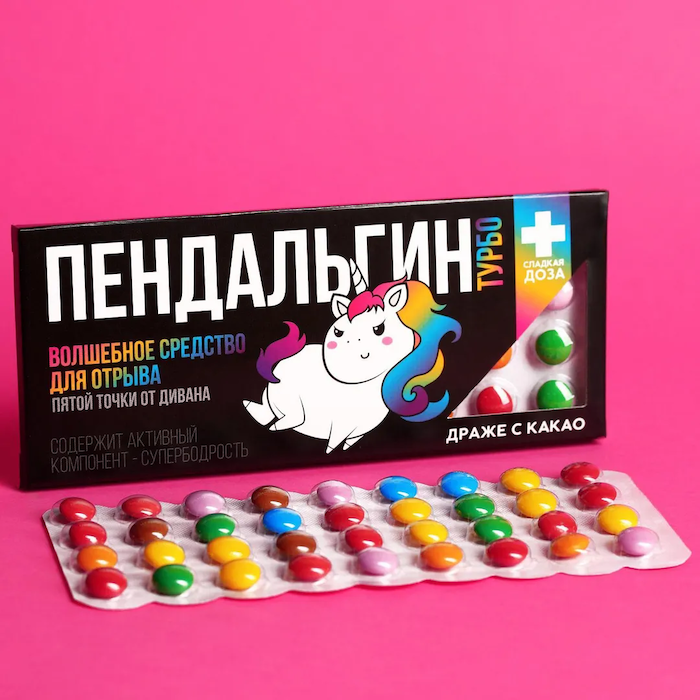 ПЕНДАЛЬГИН
ТУРБО
СЛАДКАЯ
ДОЗА
ВОЛШЕБНОЕ СРЕДСТВО
ДЛЯ ОТРЫВА
ПЯТОЙ ТОЧКИ ОТ ДИВАНА
СОДЕРЖИТ АКТИВНЫЙ
КОМПОНЕНТ - СУПЕРБОДРОСТЬ
ДРАЖЕ С КАКАО